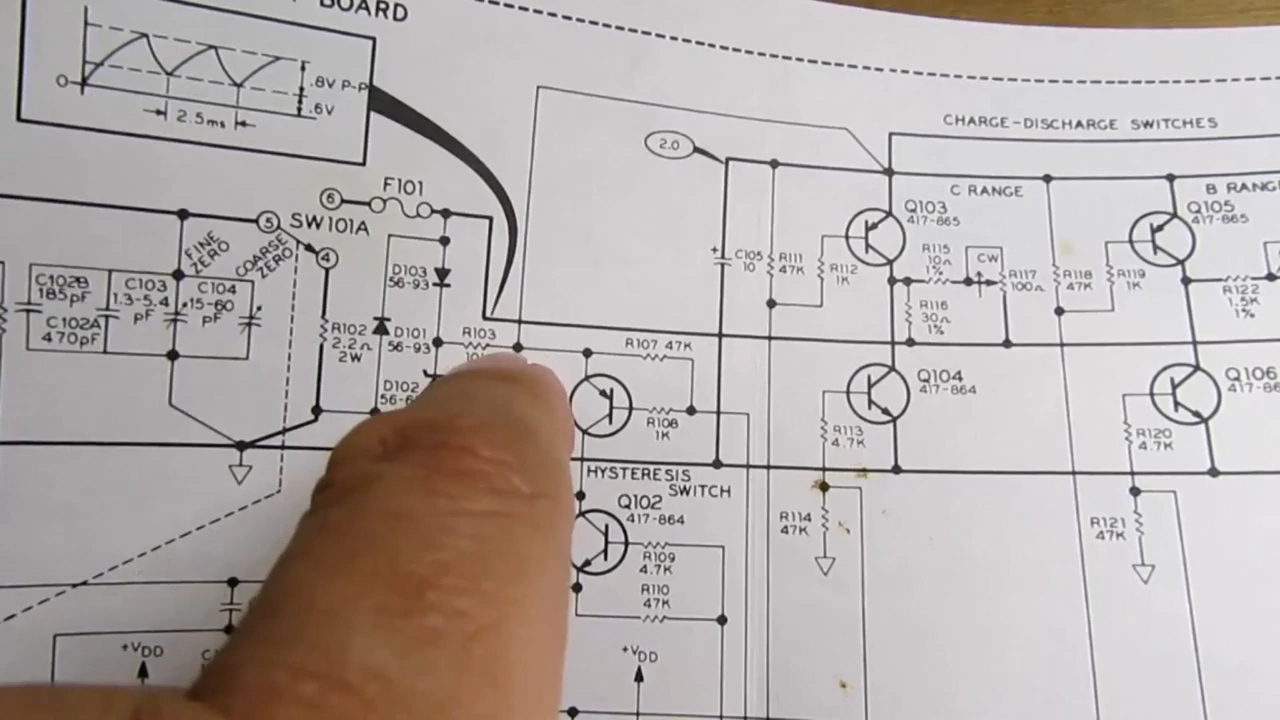 BOARD
O
.8V P-P
.6V
2.5ms
CHARGE-DISCHARGE SWITCHES
2.0
F101
6
5
SW101A
4
FINE
ZERO
COARSE
ZERO
C RANGE
Q103
417-865
Q105
417-865
C102B
185pF
C103
1.3-5.4
pF
C104
15-60
pF
C102A
470pF
D103
56-93
D101
56-93
D102
R102
2.2Ω
2W
R103
+
C105
10
R111
47K
R112
1K
R115
10Ω
1%
CW
R117
100Ω
R116
30Ω
1%
R118
47K
R119
1K
R122
1.5K
1%
R107 47K
R108
1K
Q104
417-864
Q106
R113
4.7K
R120
4.7K
HYSTERESIS
SWITCH
Q102
417-864
R109
4.7K
R110
47K
R114
47K
R121
47K
+VDD
+VDD